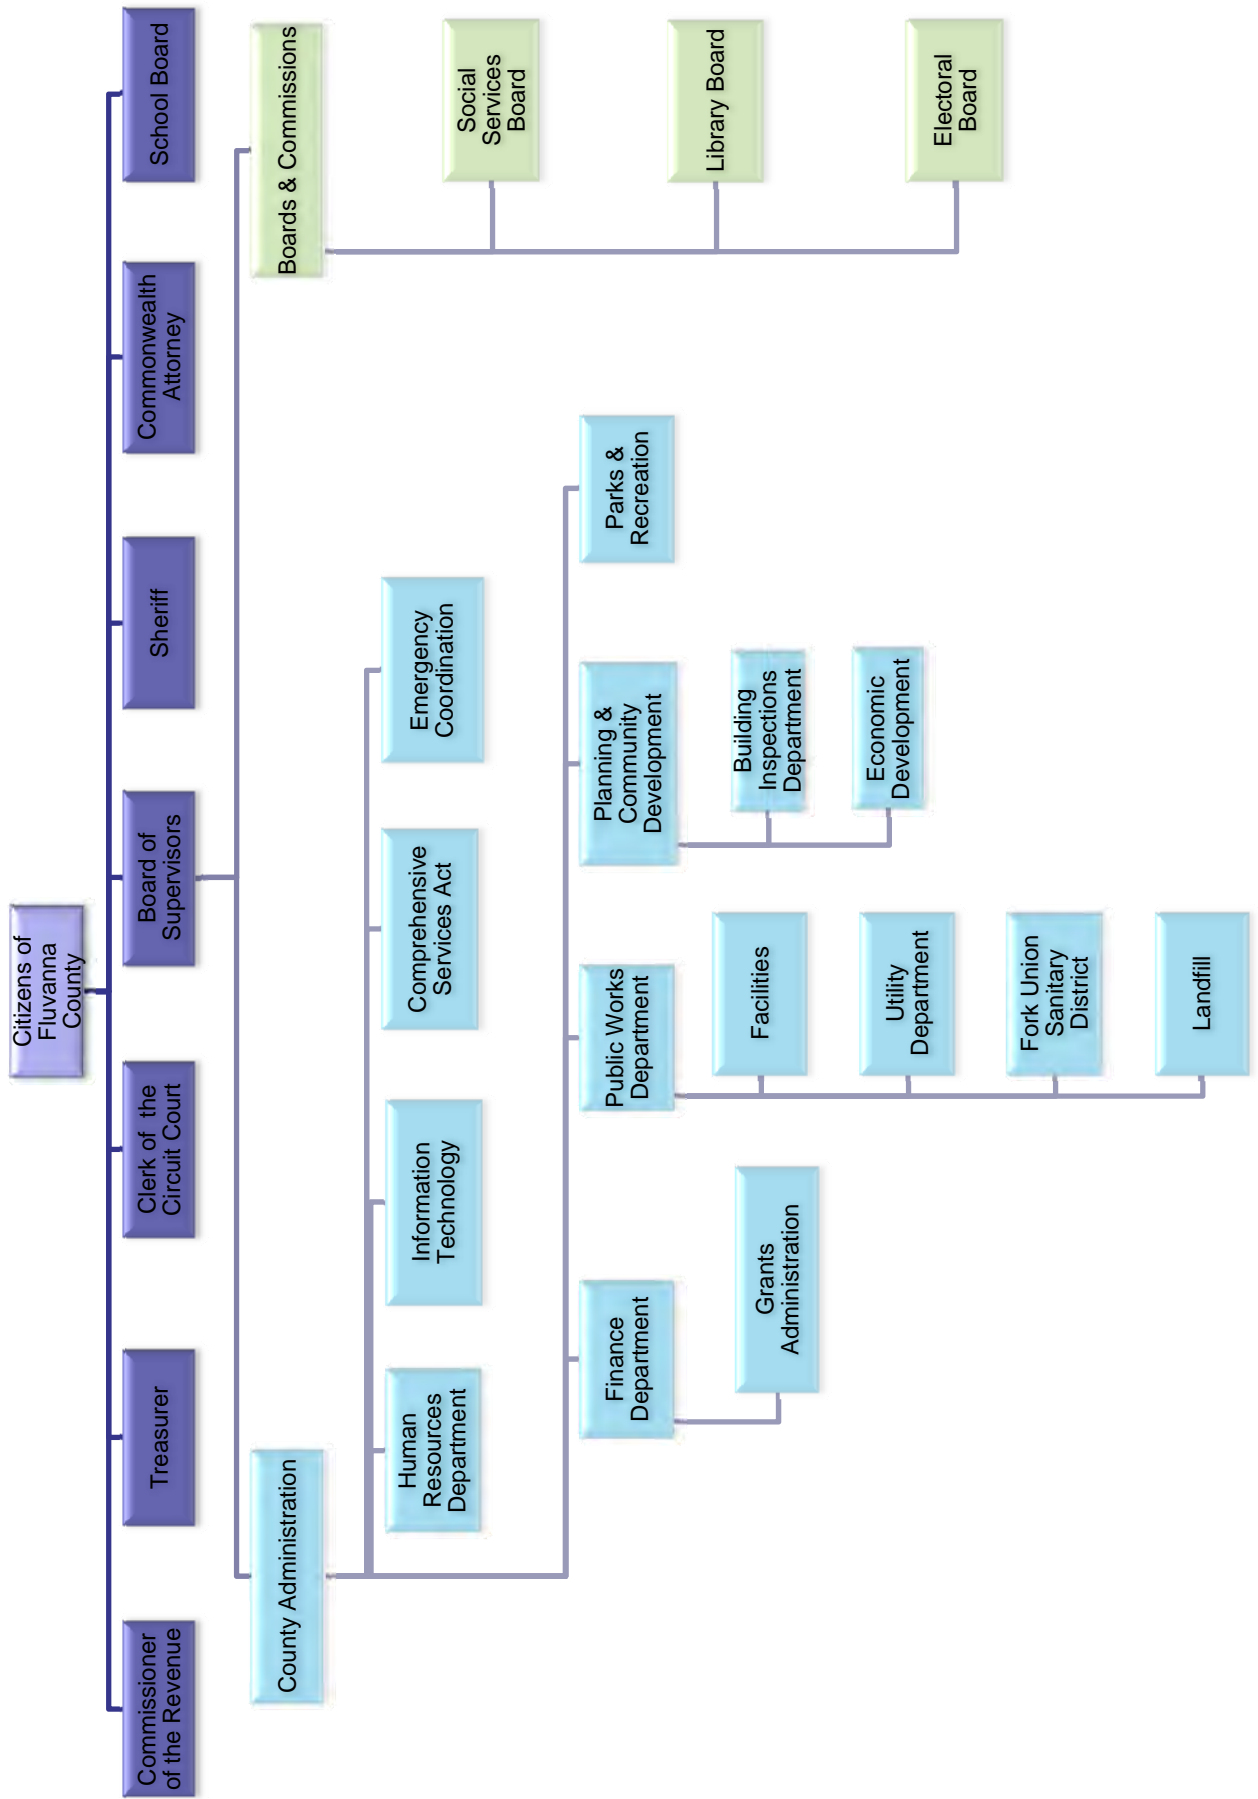 Citizens of
Fluvanna
County
Commissioner
of the Revenue
Treasurer
Clerk of the
Circuit Court
Board of
Supervisors
Sheriff
Commonwealth
Attorney
School Board
County Administration
Boards & Commissions
Human
Resources
Department
Information
Technology
Comprehensive
Services Act
Emergency
Coordination
Social
Services
Board
Library Board
Electoral
Board
Finance
Department
Public Works
Department
Planning &
Community
Development
Parks &
Recreation
Grants
Administration
Facilities
Utility
Department
Fork Union
Sanitary
District
Landfill
Building
Inspections
Department
Economic
Development